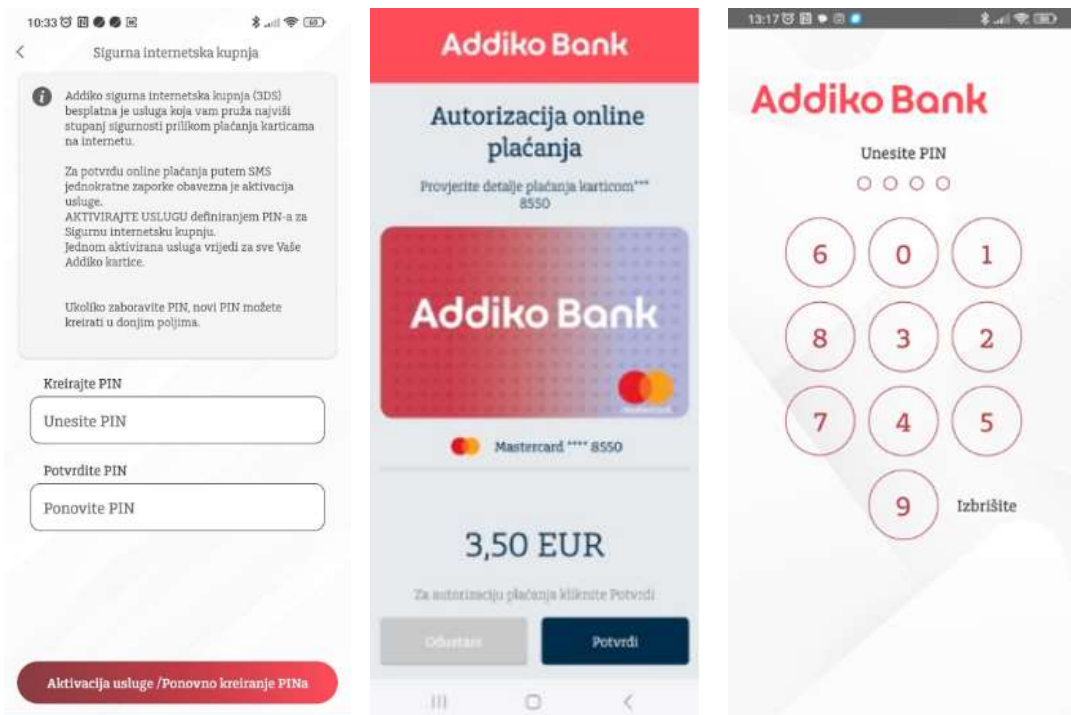 10:33
60
Sigurna internetska kupnja
Addiko sigurna internetska kupnja (3DS)
besplatna je usluga koja vam pruža najviši
stupanj sigurnosti prilikom plaćanja karticama
na internetu.
Za potvrdu online plaćanja putem SMS
jednokratne zaporke obavezna je aktivacija
usluge.
AKTIVIRAJTE USLUGU definiranjem PIN-a za
Sigurnu internetsku kupnju.
Jednom aktivirana usluga vrijedi za sve Vaše
Addiko kartice.
Ukoliko zaboravite PIN, novi PIN možete
kreirati u donjim poljima.
Kreirajte PIN
Unesite PIN
Potvrdite PIN
Ponovite PIN
Aktivacija usluge /Ponovno kreiranje PINa
Addiko Bank
Autorizacija online
plaćanja
Provjerite detalje plaćanja karticom***
8550
Addiko Bank
mastercard
Mastercard **** 8550
3,50 EUR
Za autorizaciju plaćanja kliknite Potvrdi
Odustani Potvrdi
13:17
Addiko Bank
Unesite PIN
6 0 1
8 3 2
7 4 5
9 Izbrišite